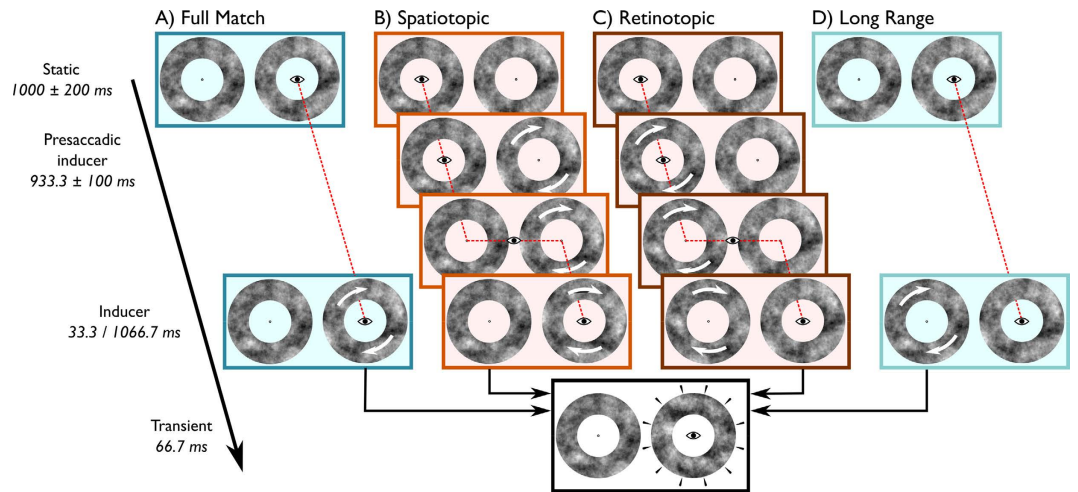 A) Full Match
B) Spatiotopic
C) Retinotopic
D) Long Range
Static
1000 ± 200 ms
Presaccadic
inducer
933.3 ± 100 ms
Inducer
33.3 / 1066.7 ms
Transient
66.7 ms